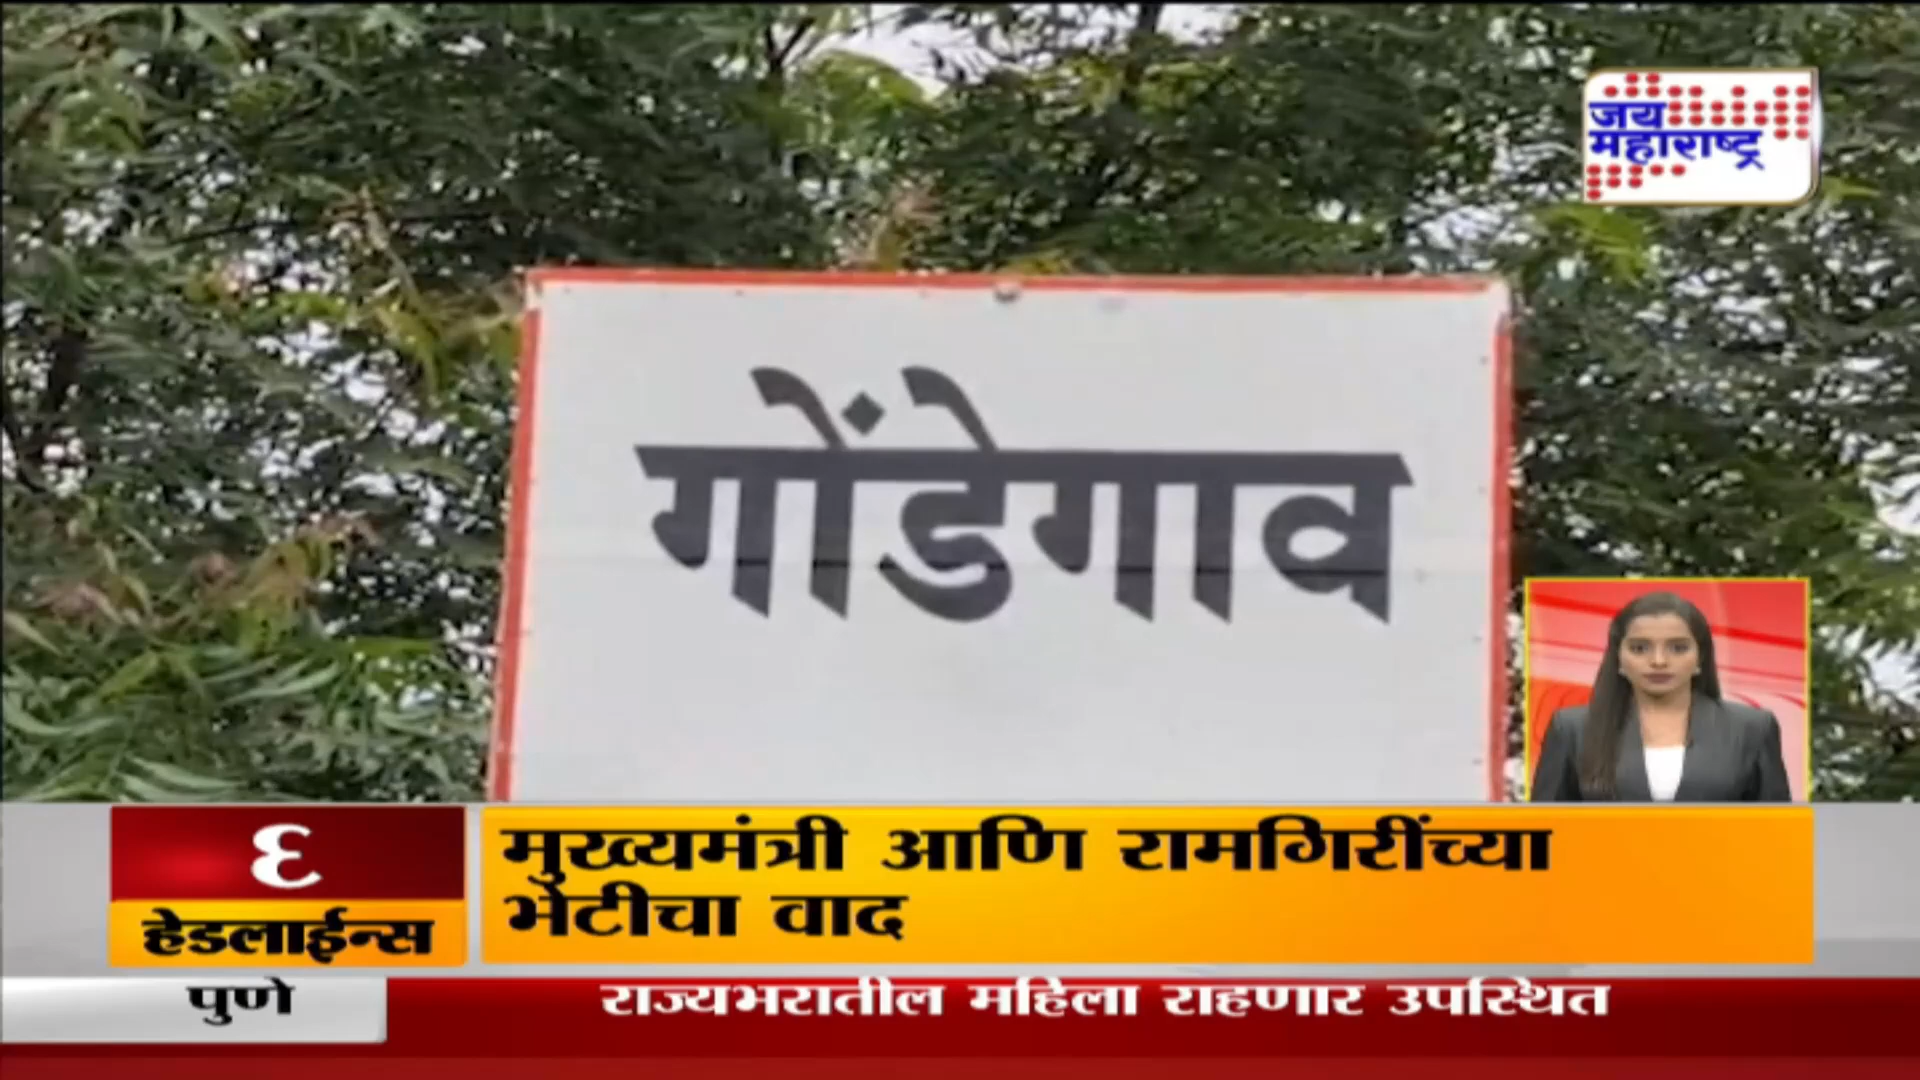 जय
महाराष्ट्र
गोंडेगाव
६
हेडलाईन्स
मुख्यमंत्री आणि रामगिरींच्या
भेटीचा वाद
पुणे
राज्यभरातील महिला राहणार उपस्थित